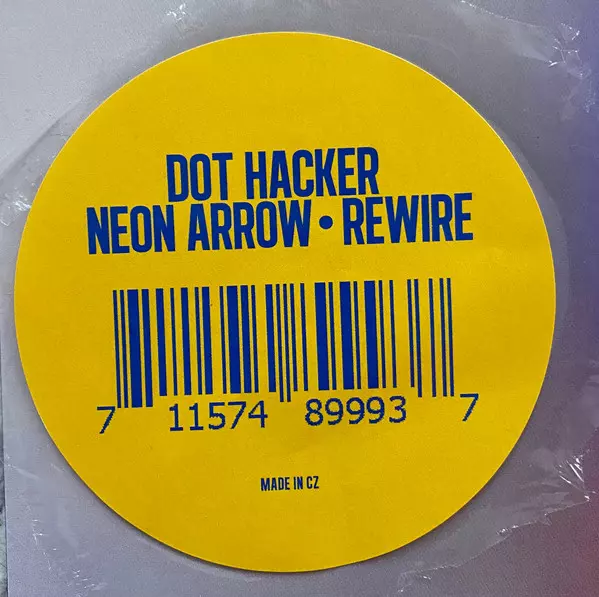 DOT HACKER
NEON ARROW • REWIRE
7 11574 89993 7
MADE IN CZ